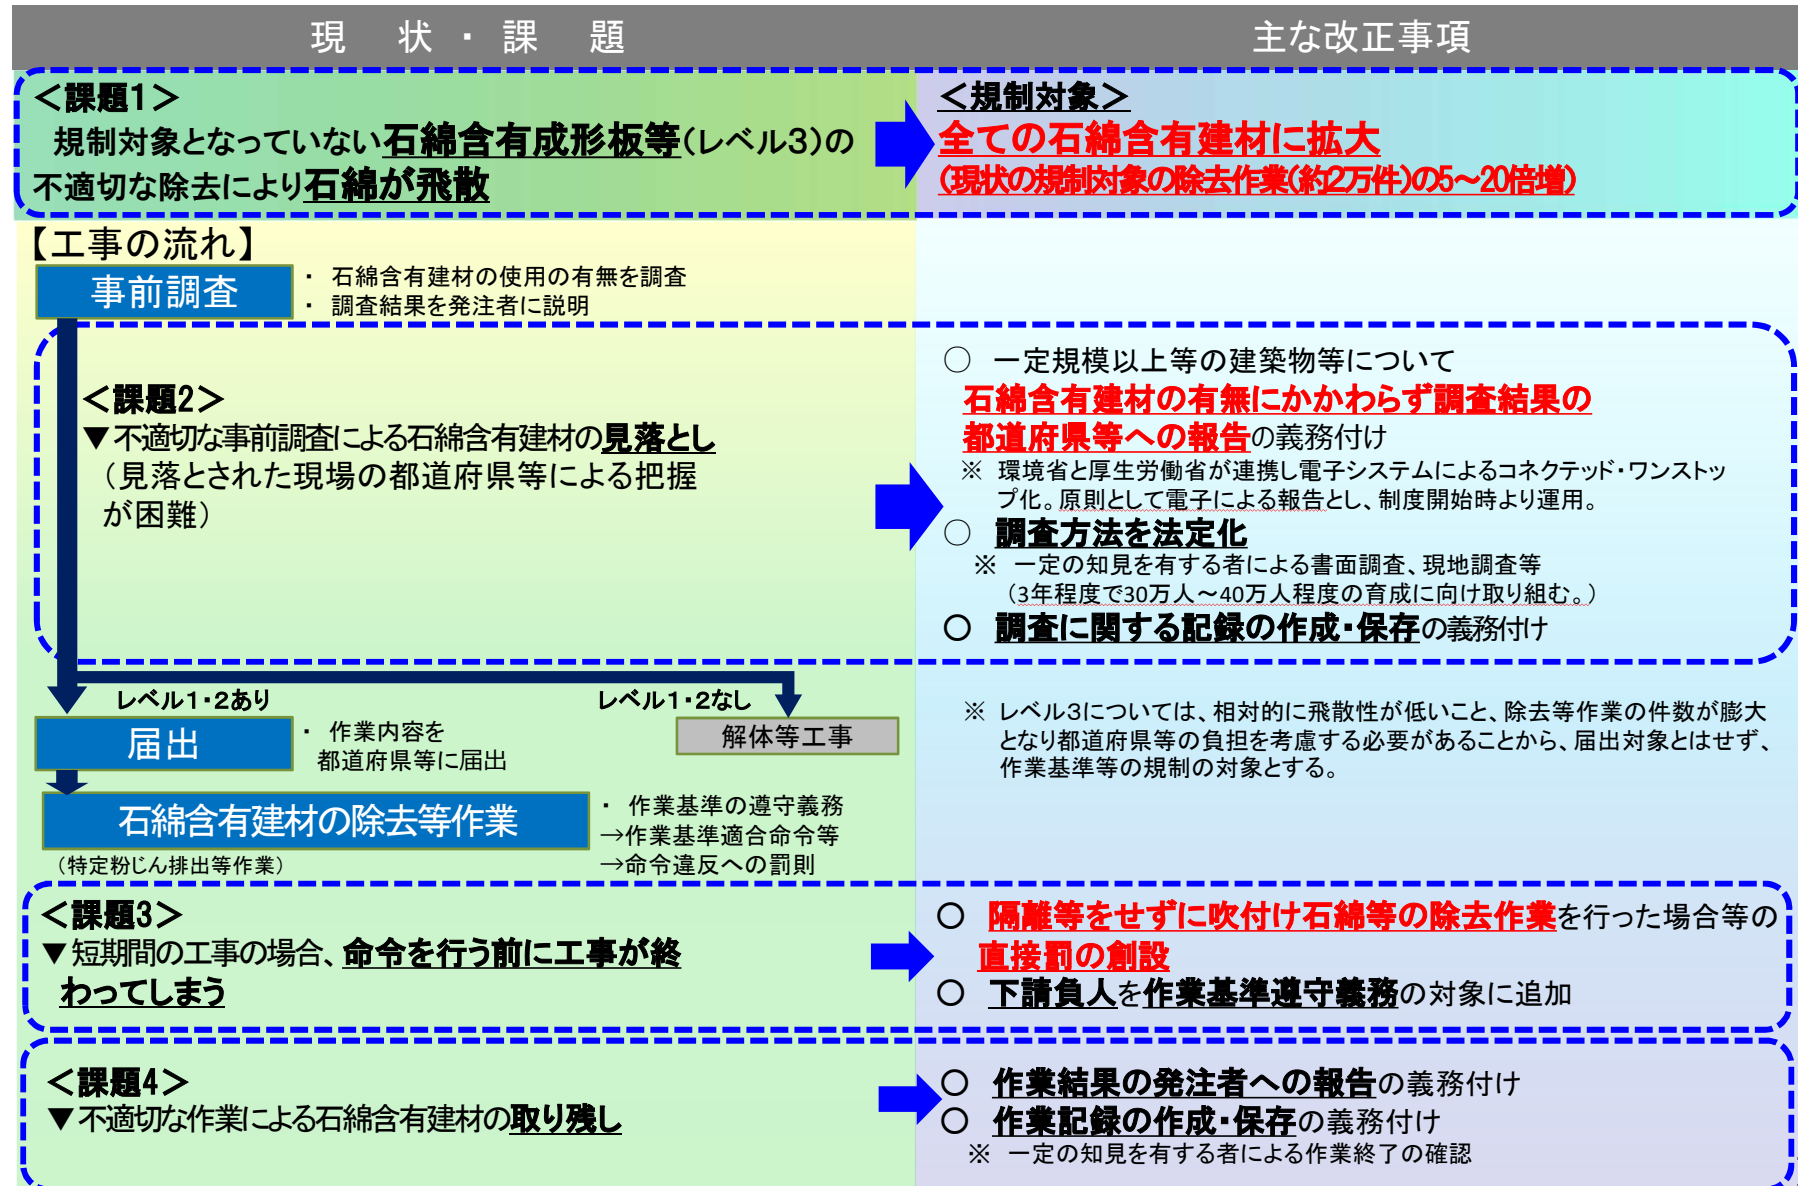 現状・課題
主な改正事項
＜課題１＞
規制対象となっていない石綿含有成形板等(レベル３)の
不適切な除去により石綿が飛散
＜規制対象＞
全ての石綿含有建材に拡大
(現状の規制対象の除去作業(約2万件)の5～20倍増)
【工事の流れ】
事前調査
・ 石綿含有建材の使用の有無を調査
・ 調査結果を発注者に説明
＜課題2＞
▼不適切な事前調査による石綿含有建材の見落とし
（見落とされた現場の都道府県等による把握
が困難）
○ 一定規模以上等の建築物等について
石綿含有建材の有無にかかわらず調査結果の
都道府県等への報告の義務付け
※ 環境省と厚生労働省が連携し電子システムによるコネクテッド・ワンストッ
プ化。原則として電子による報告とし、制度開始時より運用。
○ 調査方法を法定化
※ 一定の知見を有する者による書面調査、現地調査等
（3年程度で30万人～40万人程度の育成に向け取り組む。）
○ 調査に関する記録の作成・保存の義務付け
レベル１・２あり
レベル１・２なし
届出
・ 作業内容を
都道府県等に届出
解体等工事
※ レベル３については、相対的に飛散性が低いこと、除去等作業の件数が膨大
となり都道府県等の負担を考慮する必要があることから、届出対象とはせず、
作業基準等の規制の対象とする。
石綿含有建材の除去等作業
（特定粉じん排出等作業）
・ 作業基準の遵守義務
→作業基準適合命令等
→命令違反への罰則
＜課題3＞
▼短期間の工事の場合、命令を行う前に工事が終
わってしまう
○ 隔離等をせずに吹付け石綿等の除去作業を行った場合等の
直接罰の創設
○ 下請負人を作業基準遵守義務の対象に追加
＜課題4＞
▼不適切な作業による石綿含有建材の取り残し
○ 作業結果の発注者への報告の義務付け
○ 作業記録の作成・保存の義務付け
※ 一定の知見を有する者による作業終了の確認